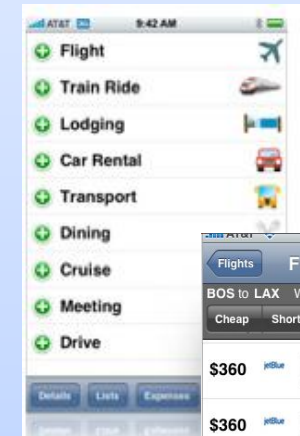 AT&T 9:42 AM
Flight
Train Ride
Lodging
Car Rental
Transport
Dining
Cruise
Meeting
Drive
Details Lists Expenses
AT&T
Flights F
BOS to LAX W
Cheap Short
$360 jetBlue
$360 jetBlue